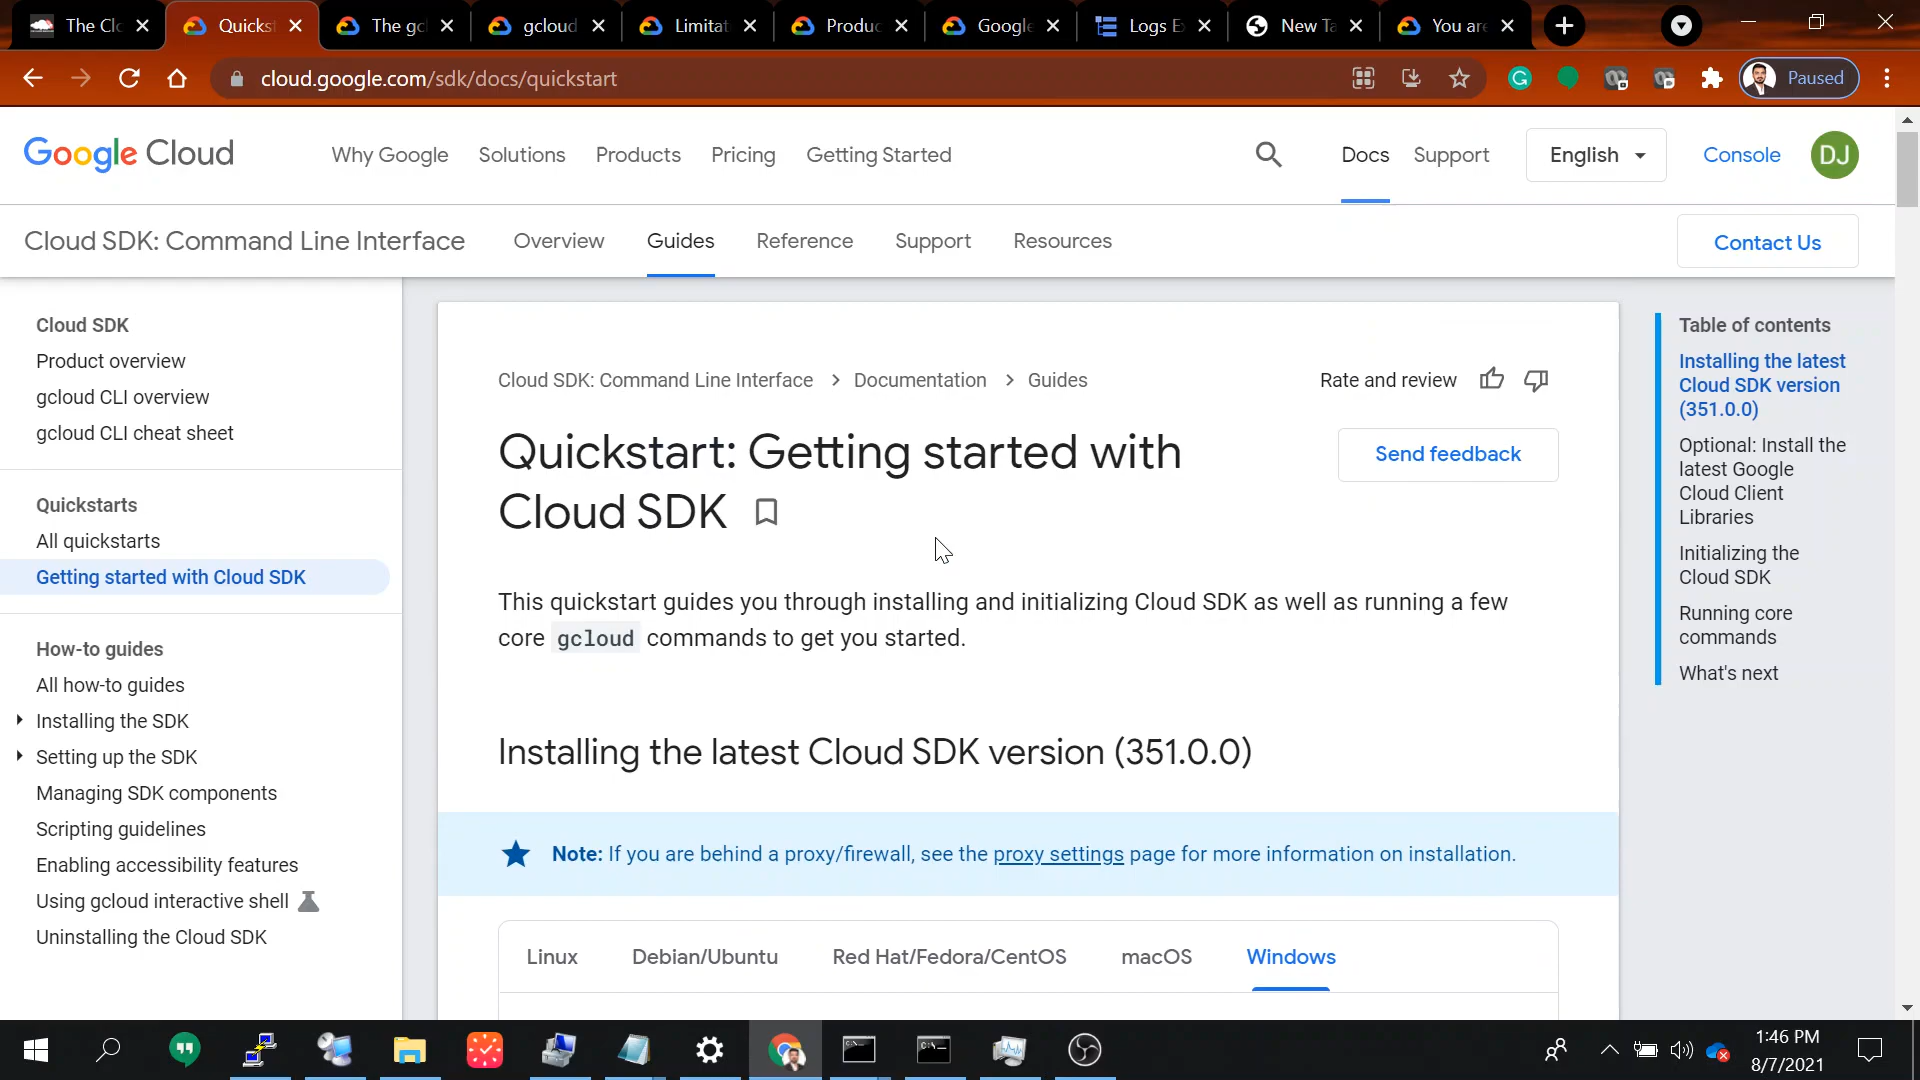 The Cl
Quicks
The gc
gcloud
Limitat
Produc
Google
Logs E
New Ta
You are
cloud.google.com/sdk/docs/quickstart
Paused
Google Cloud
Why Google
Solutions
Products
Pricing
Getting Started
Docs
Support
English
Console
DJ
Cloud SDK: Command Line Interface
Overview
Guides
Reference
Support
Resources
Contact Us
Cloud SDK
Product overview
gcloud CLI overview
gcloud CLI cheat sheet
Quickstarts
All quickstarts
Getting started with Cloud SDK
How-to guides
All how-to guides
Installing the SDK
Setting up the SDK
Managing SDK components
Scripting guidelines
Enabling accessibility features
Using gcloud interactive shell
Uninstalling the Cloud SDK
Cloud SDK: Command Line Interface > Documentation > Guides
Rate and review
Quickstart: Getting started with
Cloud SDK
Send feedback
This quickstart guides you through installing and initializing Cloud SDK as well as running a few
core gcloud commands to get you started.
Installing the latest Cloud SDK version (351.0.0)
Note: If you are behind a proxy/firewall, see the proxy settings page for more information on installation.
Linux
Debian/Ubuntu
Red Hat/Fedora/CentOS
macOS
Windows
Table of contents
Installing the latest
Cloud SDK version
(351.0.0)
Optional: Install the
latest Google
Cloud Client
Libraries
Initializing the
Cloud SDK
Running core
commands
What's next
1:46 PM
8/7/2021